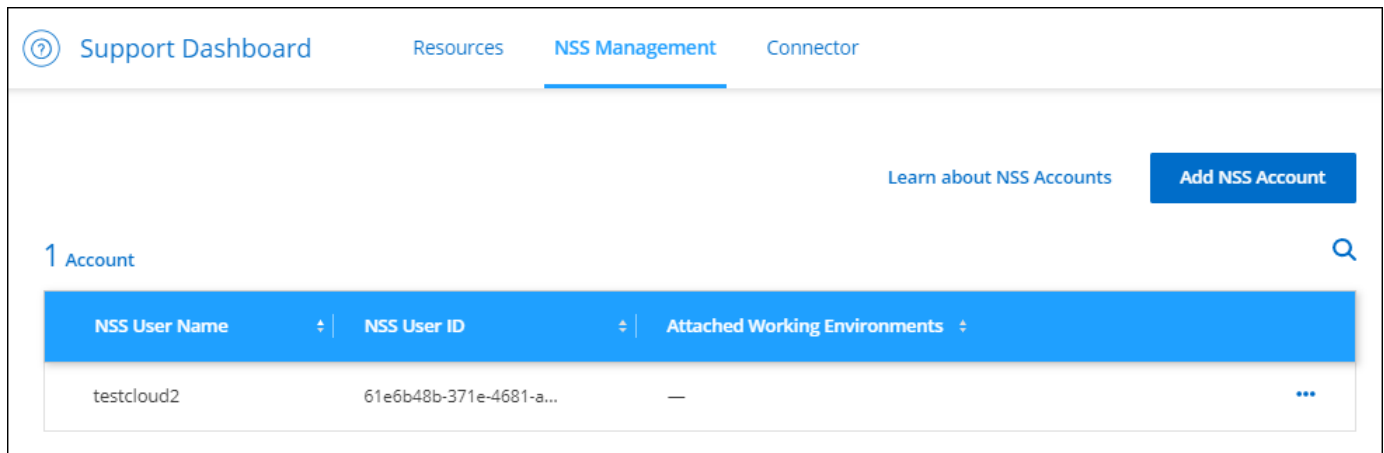 Support Dashboard Resources NSS Management Connector
Learn about NSS Accounts Add NSS Account
1 Account
NSS User Name NSS User ID Attached Working Environments
testcloud2 61e6b48b-371e-4681-a... —